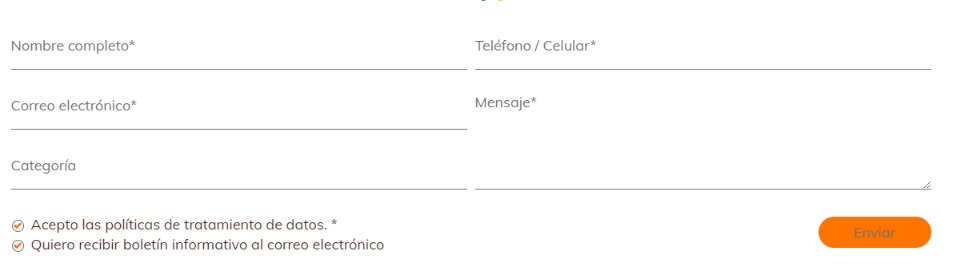 Nombre completo*
Teléfono / Celular*
Correo electrónico*
Mensaje*
Categoría
Acepto las políticas de tratamiento de datos. *
Quiero recibir boletín informativo al correo electrónico
Enviar